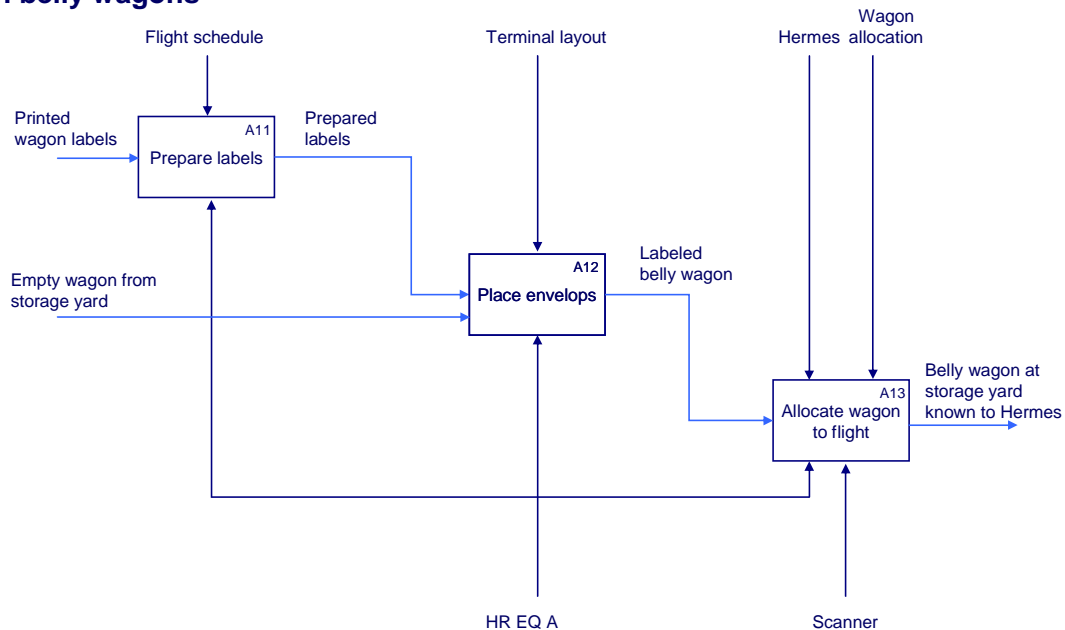 belly wagons
Flight schedule
Terminal layout
Hermes
Wagon
allocation
Printed
wagon labels
A11
Prepare labels
Prepared
labels
Empty wagon from
storage yard
A12
Place envelops
Labeled
belly wagon
A13
Allocate wagon
to flight
Belly wagon at
storage yard
known to Hermes
HR EQ A
Scanner